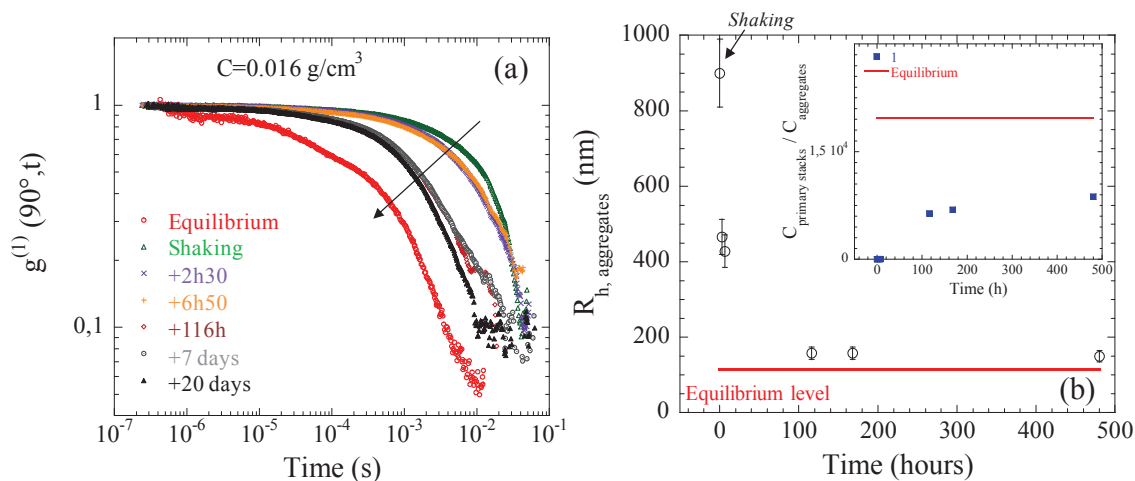 C=0.016 g/cm³
(a)
1
0,1
g⁽¹⁾ (90°,t)
Equilibrium
Shaking
+2h30
+6h50
+116h
+7 days
+20 days
10⁻⁷
10⁻⁶
10⁻⁵
10⁻⁴
10⁻³
10⁻²
10⁻¹
Time (s)
Shaking
1000
800
600
400
200
0
R h, aggregates (nm)
Equilibrium level
(b)
0
100
200
300
400
500
Time (hours)
1
Equilibrium
C primary stacks / C aggregates
1,5 10⁴
0
0
100
200
300
400
500
Time (h)